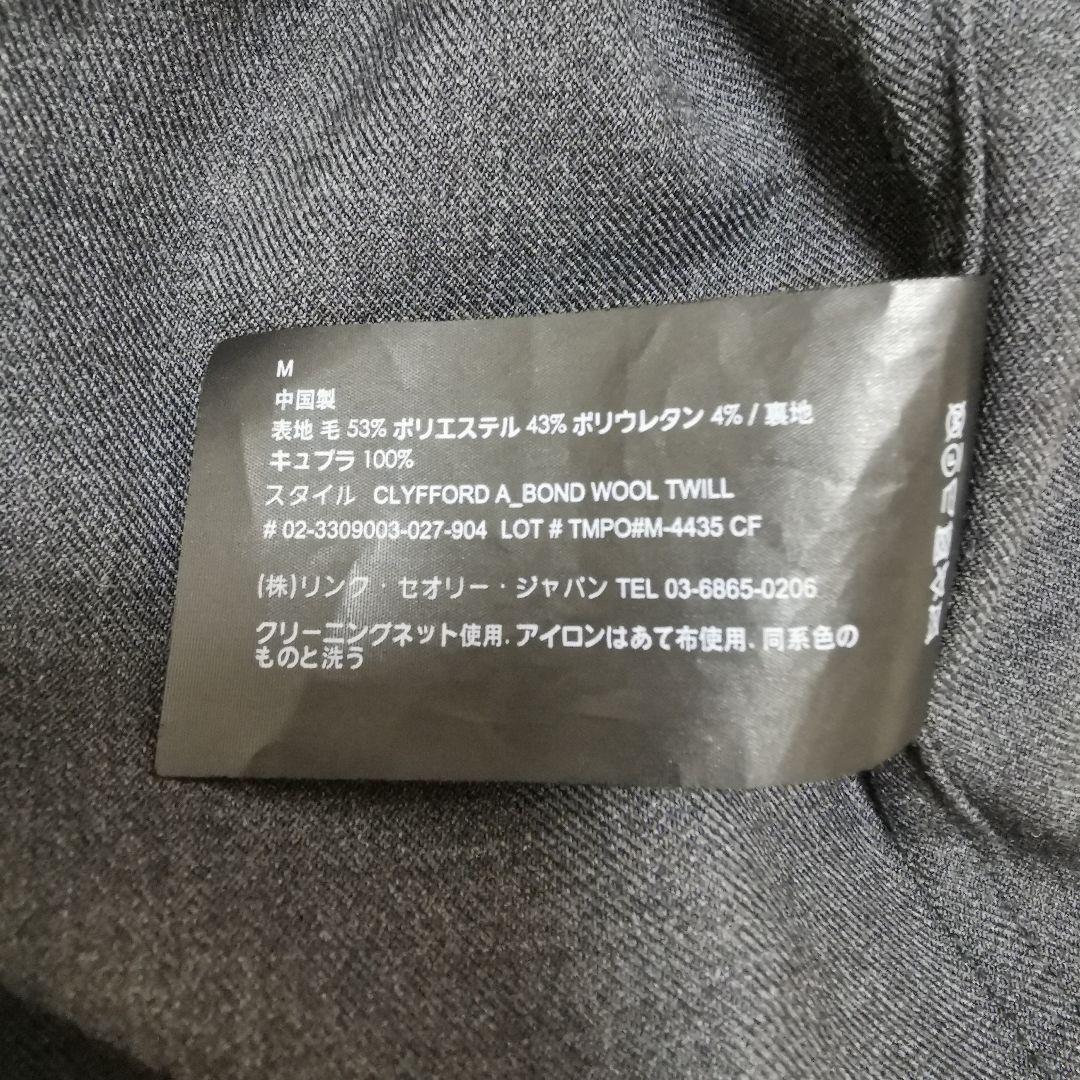 M
中国製
表地 毛 53% ポリエステル 43% ポリウレタン 4% / 裏地
キュプラ 100%
スタイル CLYFFORD A_BOND WOOL TWILL
# 02-3309003-027-904 LOT # TMPO#M-4435 CF
(株)リンク・セオリー・ジャパン TEL 03-6865-0206
クリーニングネット使用. アイロンはあて布使用. 同系色の
ものと洗う